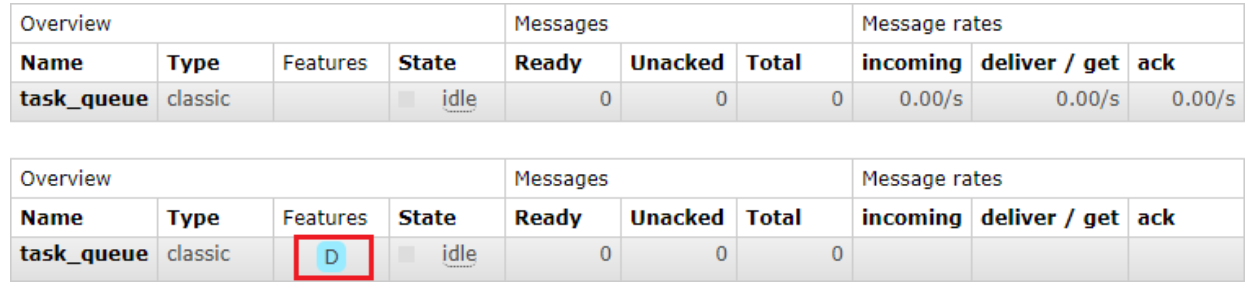 Overview Messages Message rates
Name Type Features State Ready Unacked Total incoming deliver / get ack
task_queue classic idle 0 0 0 0.00/s 0.00/s 0.00/s
Overview Messages Message rates
Name Type Features State Ready Unacked Total incoming deliver / get ack
task_queue classic D idle 0 0 0